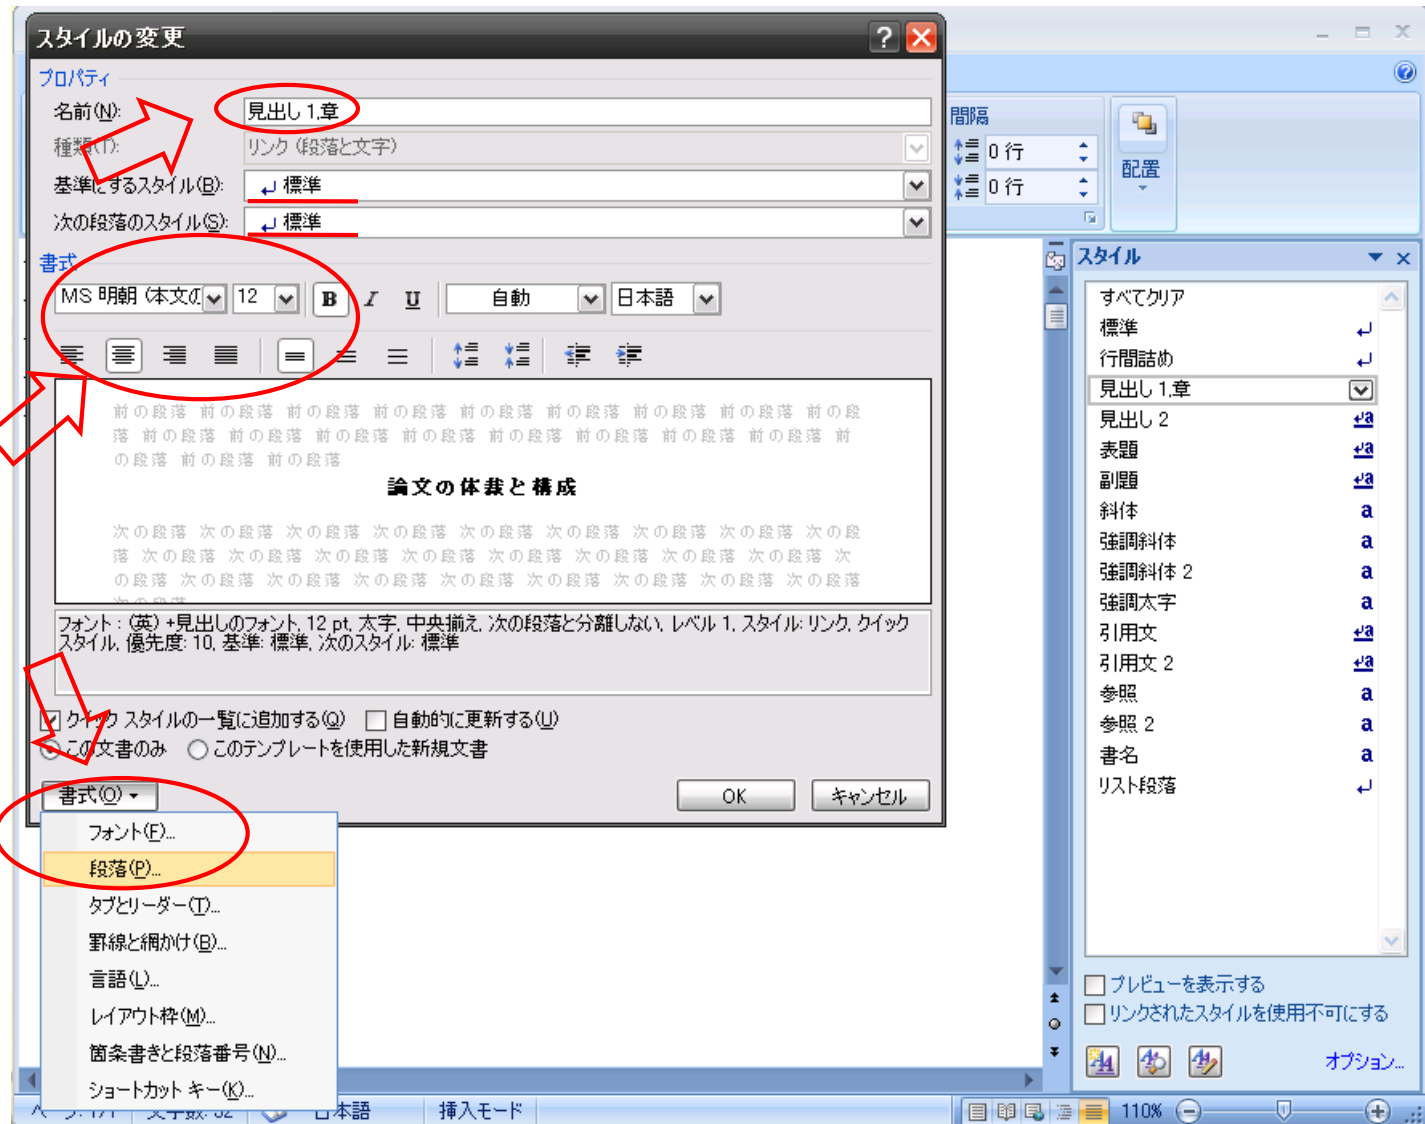 スタイルの変更
プロパティ
名前(N):
見出し 1,章
種類(T):
リンク (段落と文字)
基準にするスタイル(B):
標準
次の段落のスタイル(S):
標準
書式
MS 明朝 (本文の
12
B I U
自動
日本語
前の段落 前の段落 前の段落 前の段落 前の段落 前の段落 前の段落 前の段落 前の段
落 前の段落 前の段落 前の段落 前の段落 前の段落 前の段落 前の段落 前の段落 前
の段落 前の段落 前の段落
論文の体裁と構成
次の段落 次の段落 次の段落 次の段落 次の段落 次の段落 次の段落 次の段落 次の段
落 次の段落 次の段落 次の段落 次の段落 次の段落 次の段落 次の段落 次の段落 次
の段落 次の段落 次の段落 次の段落 次の段落 次の段落 次の段落 次の段落 次の段落
フォント : (英) +見出しのフォント, 12 pt, 太字, 中央揃え, 次の段落と分離しない, レベル 1, スタイル: リンク, クイック
スタイル, 優先度: 10, 基準: 標準, 次のスタイル: 標準
クイック スタイルの一覧に追加する(Q)
自動的に更新する(U)
この文書のみ
このテンプレートを使用した新規文書
書式(O)
OK
キャンセル
フォント(F)...
段落(P)...
タブとリーダー(T)...
罫線と網かけ(B)...
言語(L)...
レイアウト枠(M)...
箇条書きと段落番号(N)...
ショートカット キー(K)...
間隔
0 行
0 行
配置
スタイル
すべてクリア
標準
行間詰め
見出し 1,章
見出し 2
表題
副題
斜体
強調斜体
強調斜体 2
強調太字
引用文
引用文 2
参照
参照 2
書名
リスト段落
プレビューを表示する
リンクされたスタイルを使用不可にする
オプション...
日本語
挿入モード
110%